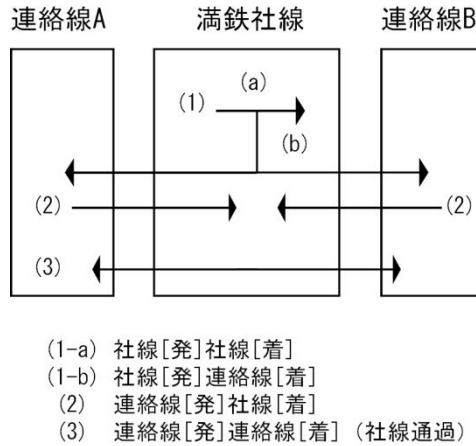 連絡線A 満鉄社線 連絡線B
(a)
(1)
(b)
(2) (2)
(3)
(1-a) 社線[発]社線[着]
(1-b) 社線[発]連絡線[着]
(2) 連絡線[発]社線[着]
(3) 連絡線[発]連絡線[着] (社線通過)